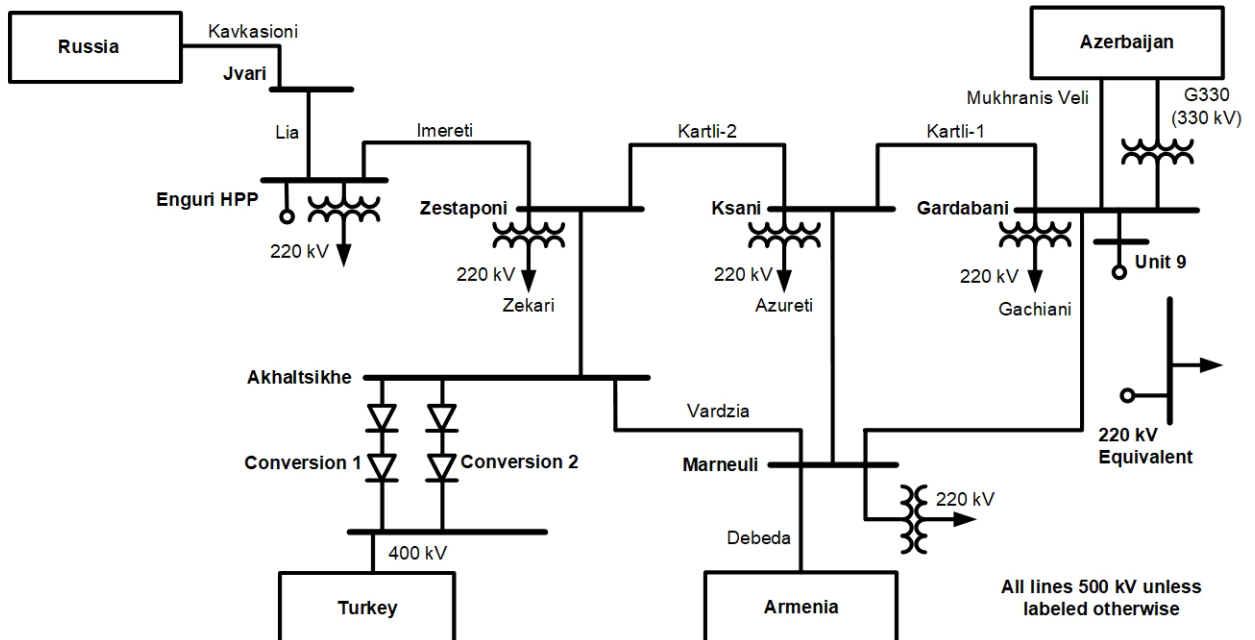 Kavkasioni
Russia
Azerbaijan
Jvari
Mukhranis Veli
G330
(330 kV)
Lia
Imereti
Kartli-2
Kartli-1
Enguri HPP
Zestaponi
Ksani
Gardabani
220 kV
220 kV
220 kV
220 kV
Unit 9
Zekari
Azureti
Gachiani
Akhaltsikhe
Vardzia
220 kV
Equivalent
Conversion 1
Conversion 2
Marneuli
220 kV
Debeda
400 kV
All lines 500 kV unless
labeled otherwise
Turkey
Armenia